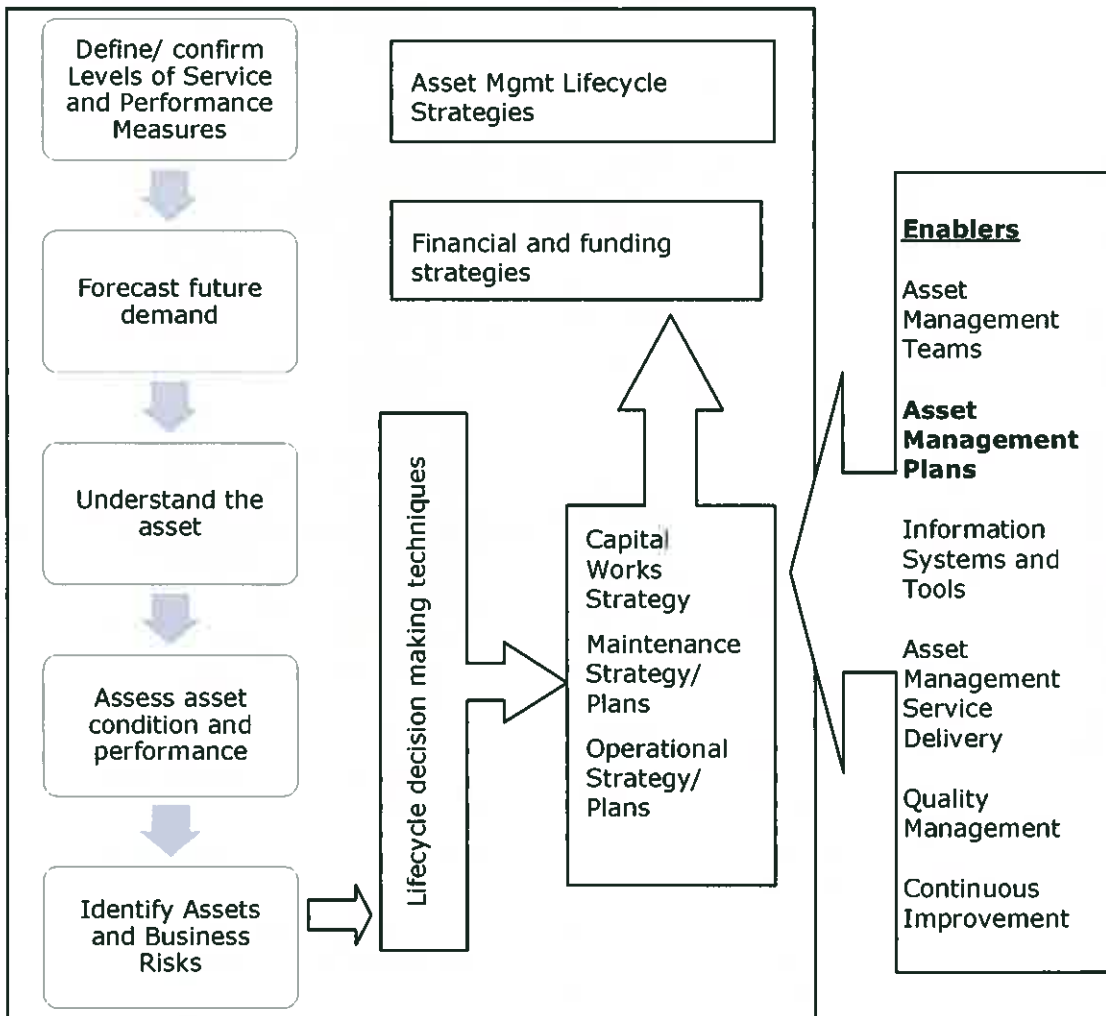 Define/ confirm
Levels of Service
and Performance
Measures
Forecast future
demand
Understand the
asset
Assess asset
condition and
performance
Identify Assets
and Business
Risks
Asset Mgmt Lifecycle
Strategies
Financial and funding
strategies
Lifecycle decision making techniques
Capital
Works
Strategy
Maintenance
Strategy/
Plans
Operational
Strategy/
Plans
Enablers
Asset
Management
Teams
Asset
Management
Plans
Information
Systems and
Tools
Asset
Management
Service
Delivery
Quality
Management
Continuous
Improvement